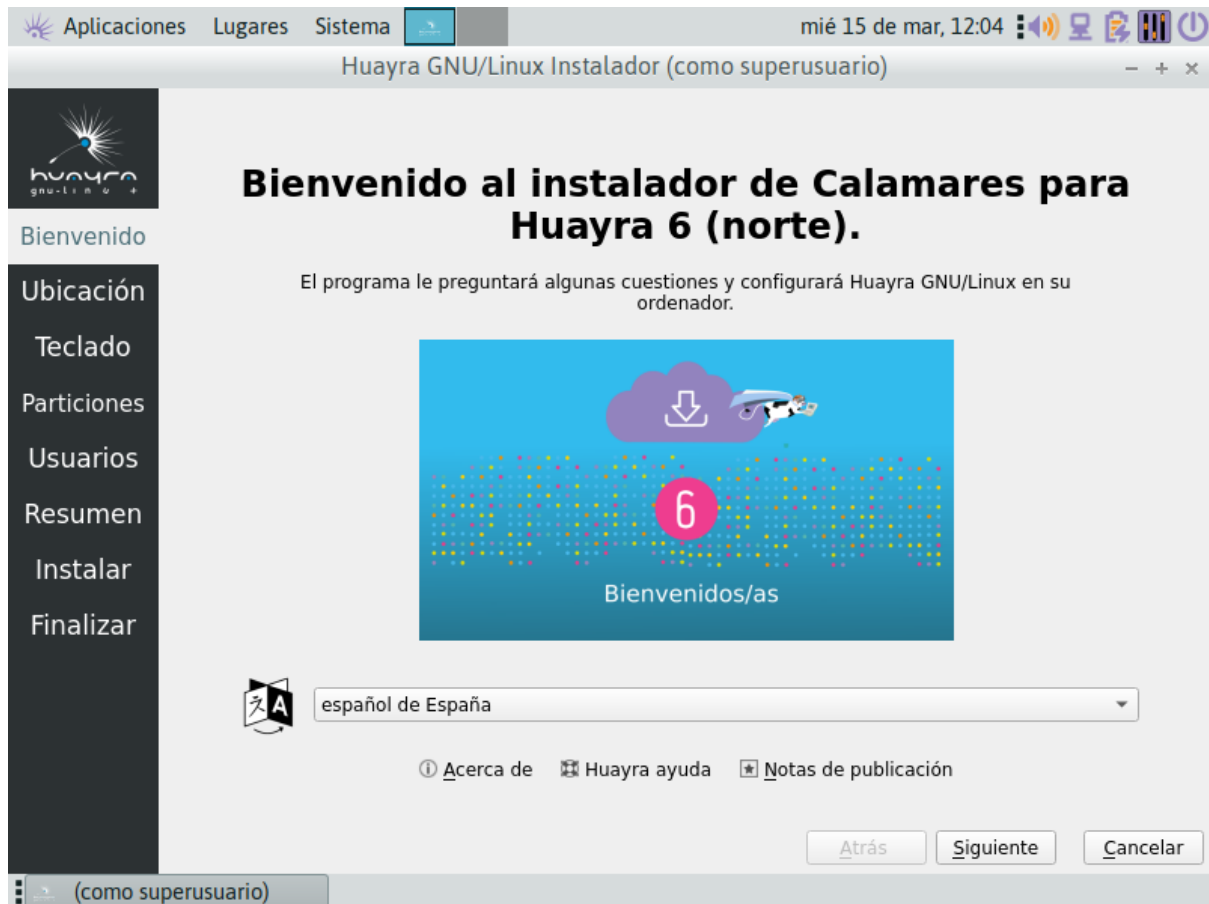 Aplicaciones Lugares Sistema mié 15 de mar, 12:04
Huayra GNU/Linux Instalador (como superusuario)
huayra
gnu-linux
Bienvenido
Ubicación
Teclado
Particiones
Usuarios
Resumen
Instalar
Finalizar
Bienvenido al instalador de Calamares para
Huayra 6 (norte).
El programa le preguntará algunas cuestiones y configurará Huayra GNU/Linux en su
ordenador.
6
Bienvenidos/as
español de España
Acerca de Huayra ayuda Notas de publicación
Atrás Siguiente Cancelar
(como superusuario)